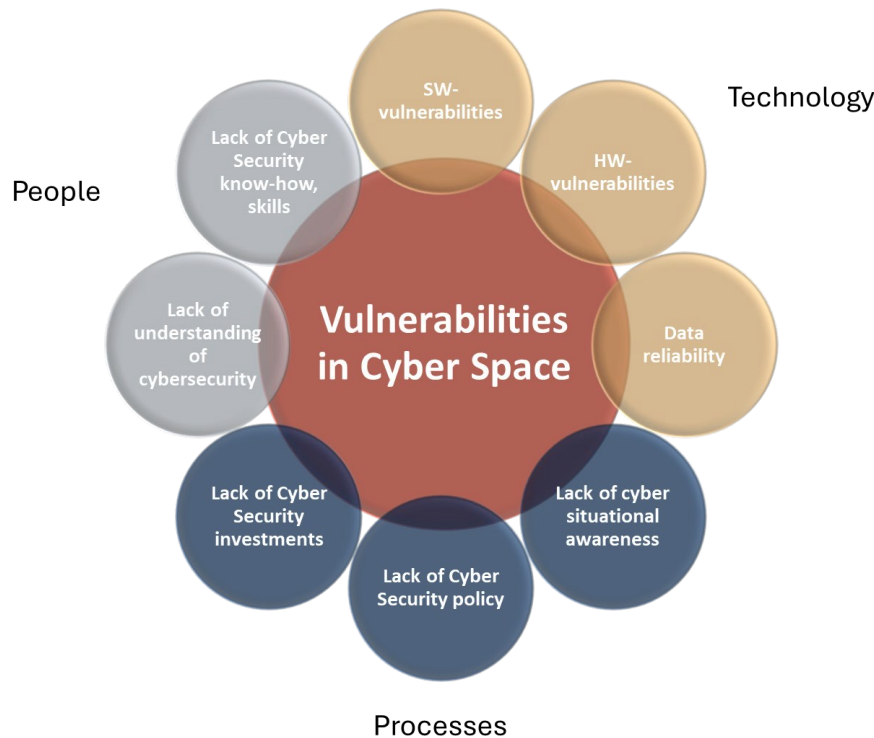 SW-
vulnerabilities
Technology
HW-
vulnerabilities
Lack of Cyber
Security
know-how,
skills
People
Vulnerabilities
in Cyber Space
Lack of
understanding
of
cybersecurity
Data
reliability
Lack of Cyber
Security
investments
Lack of cyber
situational
awareness
Lack of Cyber
Security policy
Processes